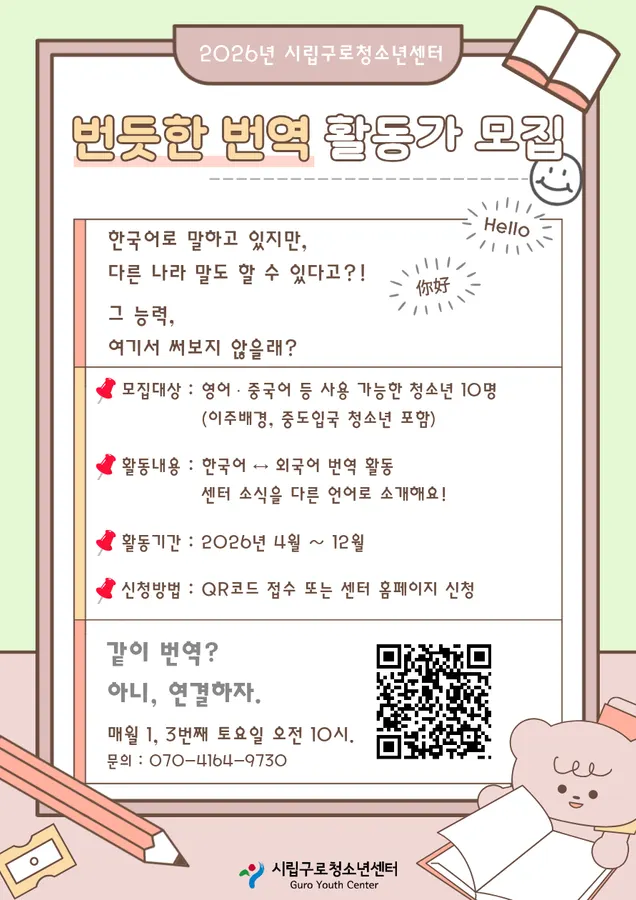 2026년 시립구로청소년센터
번듯한 번역 활동가 모집
Hello
你好
한국어로 말하고 있지만,
다른 나라 말도 할 수 있다고?!
그 능력,
여기서 써보지 않을래?
모집대상 : 영어 · 중국어 등 사용 가능한 청소년 10명
(이주배경, 중도입국 청소년 포함)
활동내용 : 한국어 ↔ 외국어 번역 활동
센터 소식을 다른 언어로 소개해요!
활동기간 : 2026년 4월 ~ 12월
신청방법 : QR코드 접수 또는 센터 홈페이지 신청
같이 번역?
아니, 연결하자.
매월 1, 3번째 토요일 오전 10시.
문의 : 070-4164-9730
시립구로청소년센터
Guro Youth Center